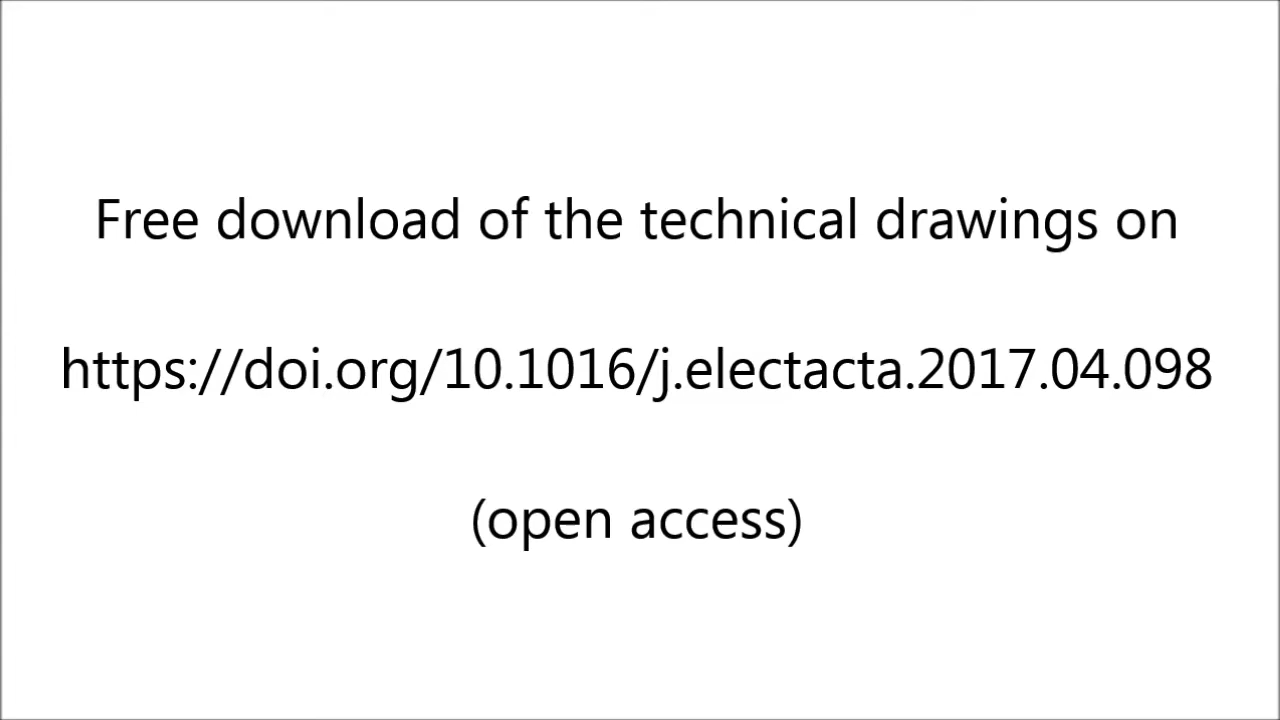 Free download of the technical drawings on
https://doi.org/10.1016/j.electacta.2017.04.098
(open access)